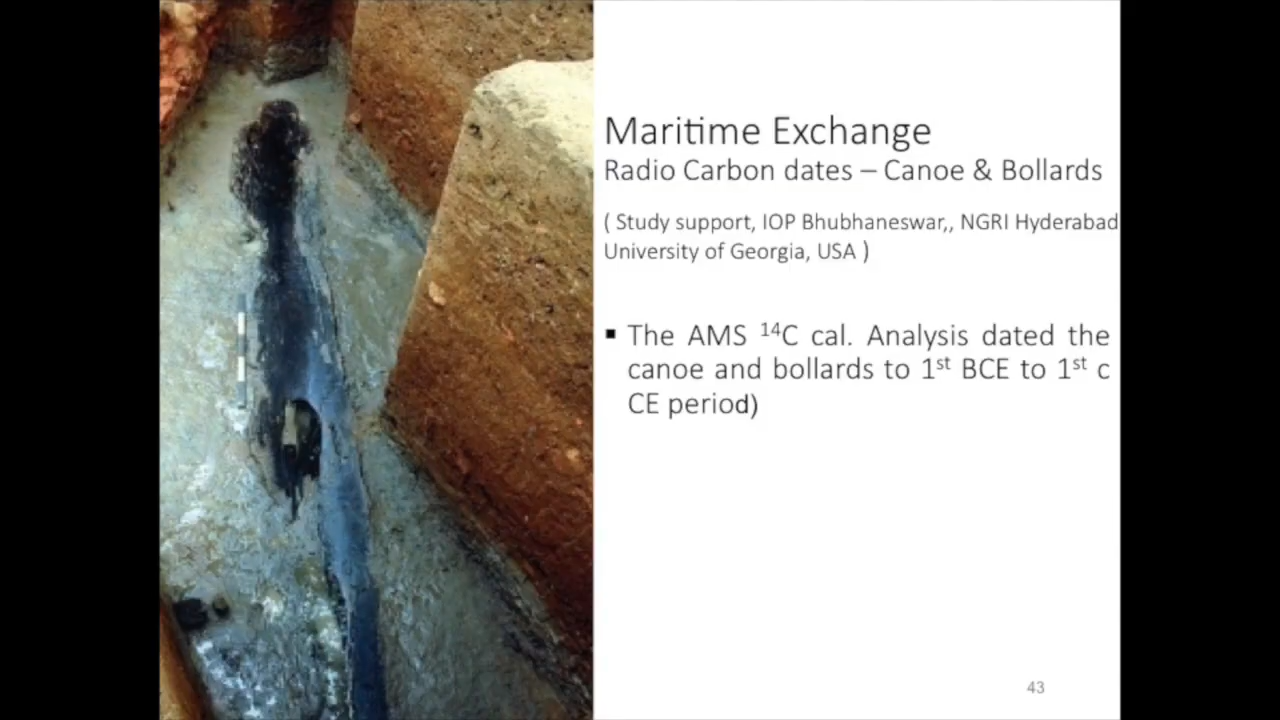 Maritime Exchange
Radio Carbon dates – Canoe & Bollards
( Study support, IOP Bhubhaneswar,, NGRI Hyderabad
University of Georgia, USA )
▪ The AMS ¹⁴C cal. Analysis dated the
canoe and bollards to 1ˢᵗ BCE to 1ˢᵗ c
CE period)
43